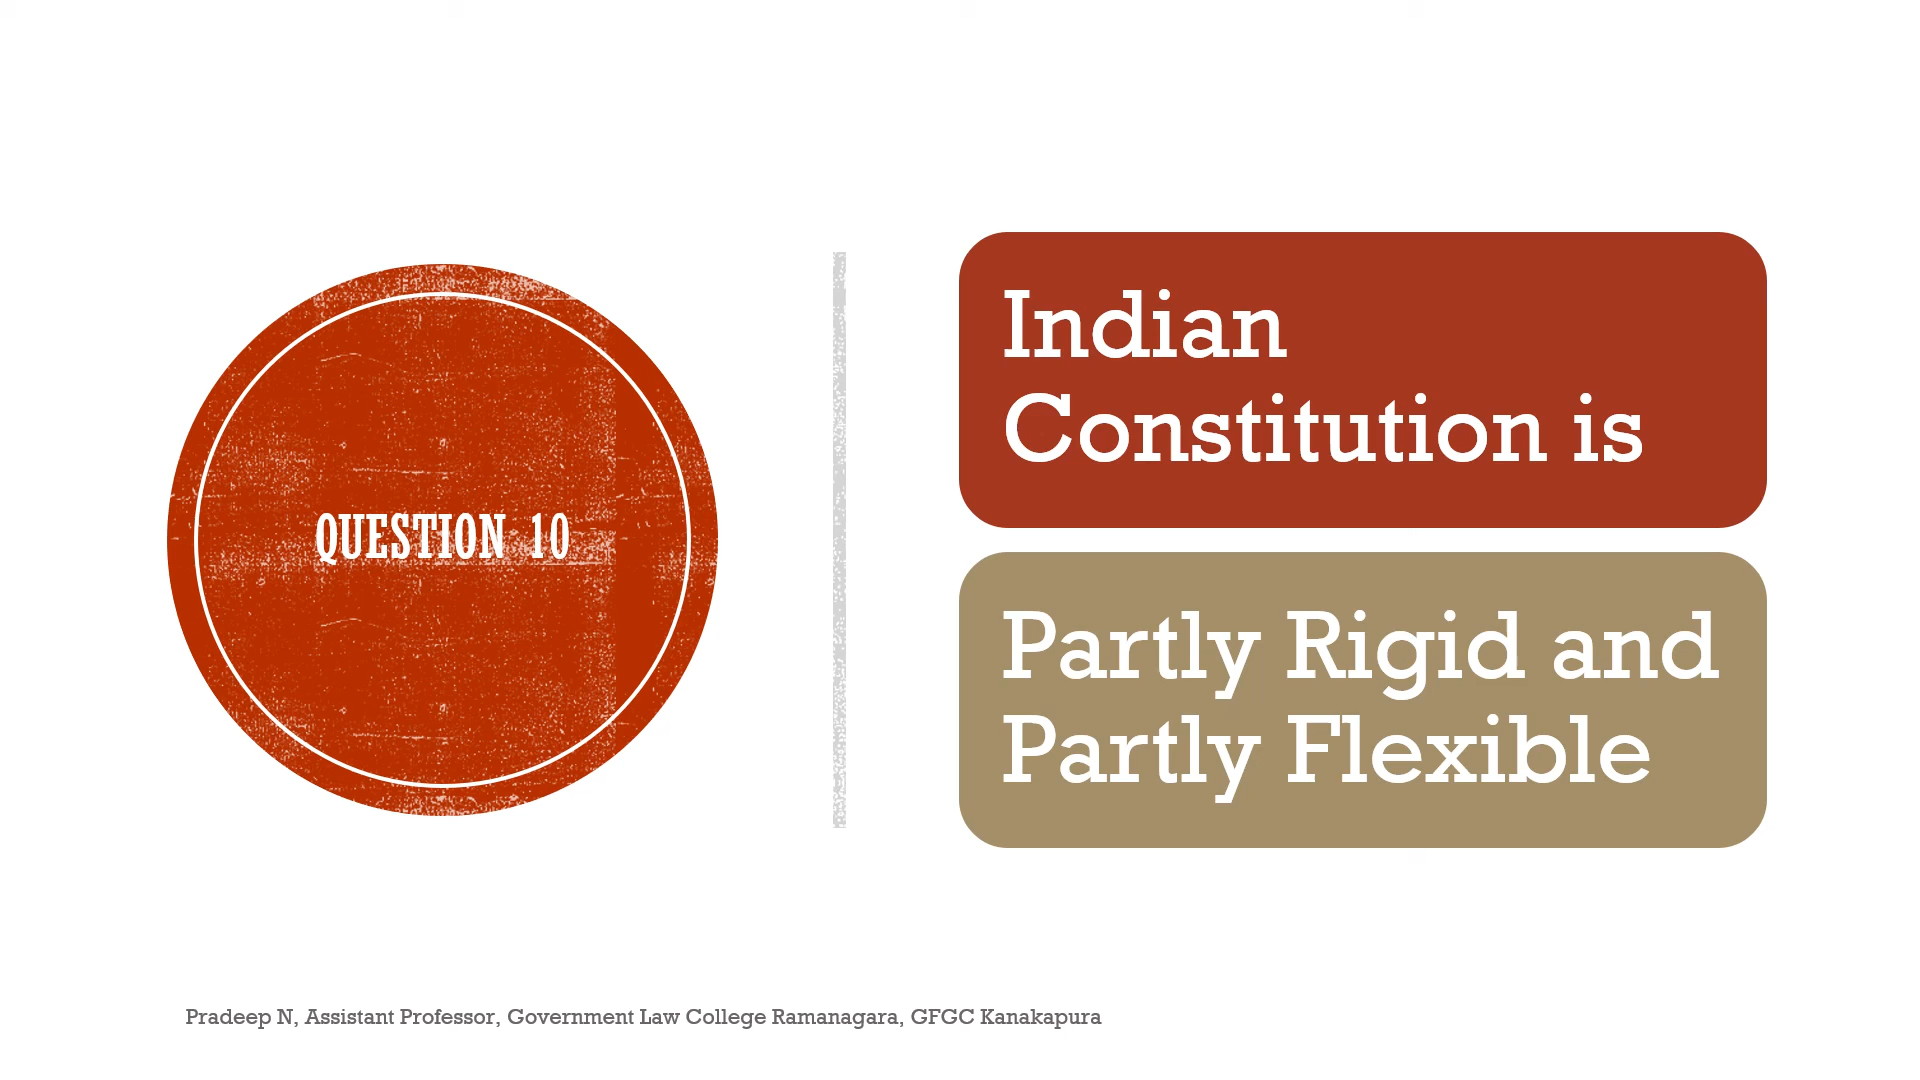 QUESTION 10
Indian
Constitution is
Partly Rigid and
Partly Flexible
Pradeep N, Assistant Professor, Government Law College Ramanagara, GFGC Kanakapura